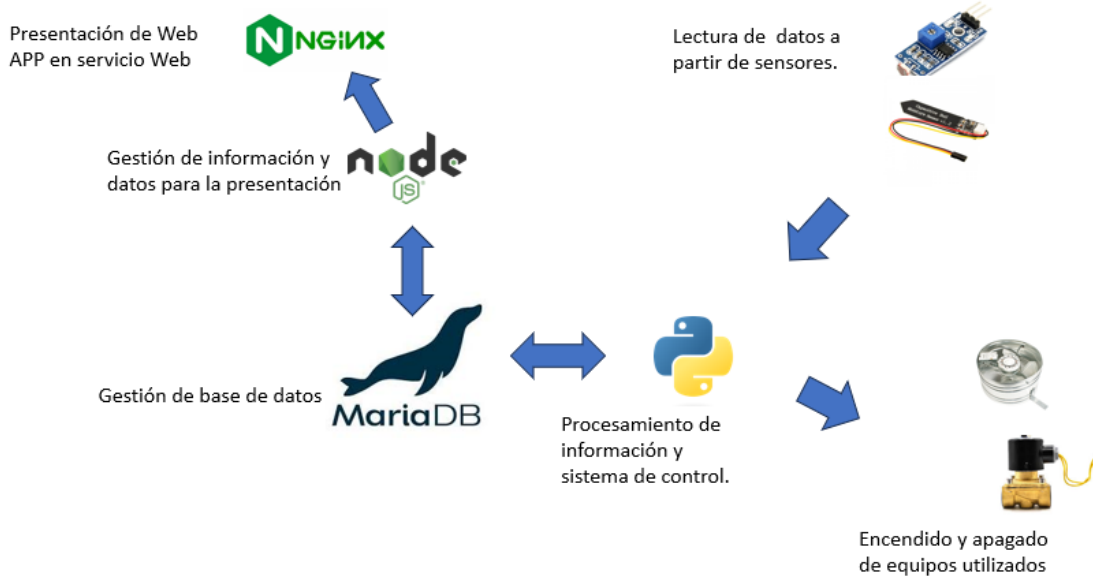 Presentación de Web
APP en servicio Web
N NGiNX
Lectura de datos a
partir de sensores.
Gestión de información y
datos para la presentación
node
JS
Gestión de base de datos
MariaDB
Procesamiento de
información y
sistema de control.
Encendido y apagado
de equipos utilizados